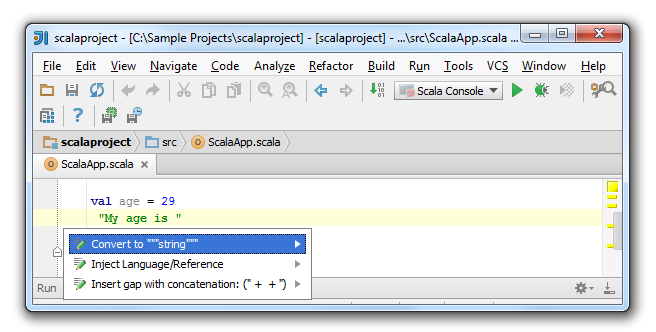 scalaproject - [C:\Sample Projects\scalaproject] - [scalaproject] - ...\src\ScalaApp.scala ...
File Edit View Navigate Code Analyze Refactor Build Run Tools VCS Window Help
Scala Console
scalaproject src ScalaApp.scala
ScalaApp.scala
val age = 29
"My age is "
Convert to """string"""
Inject Language/Reference
Insert gap with concatenation: (" + + ")
Run